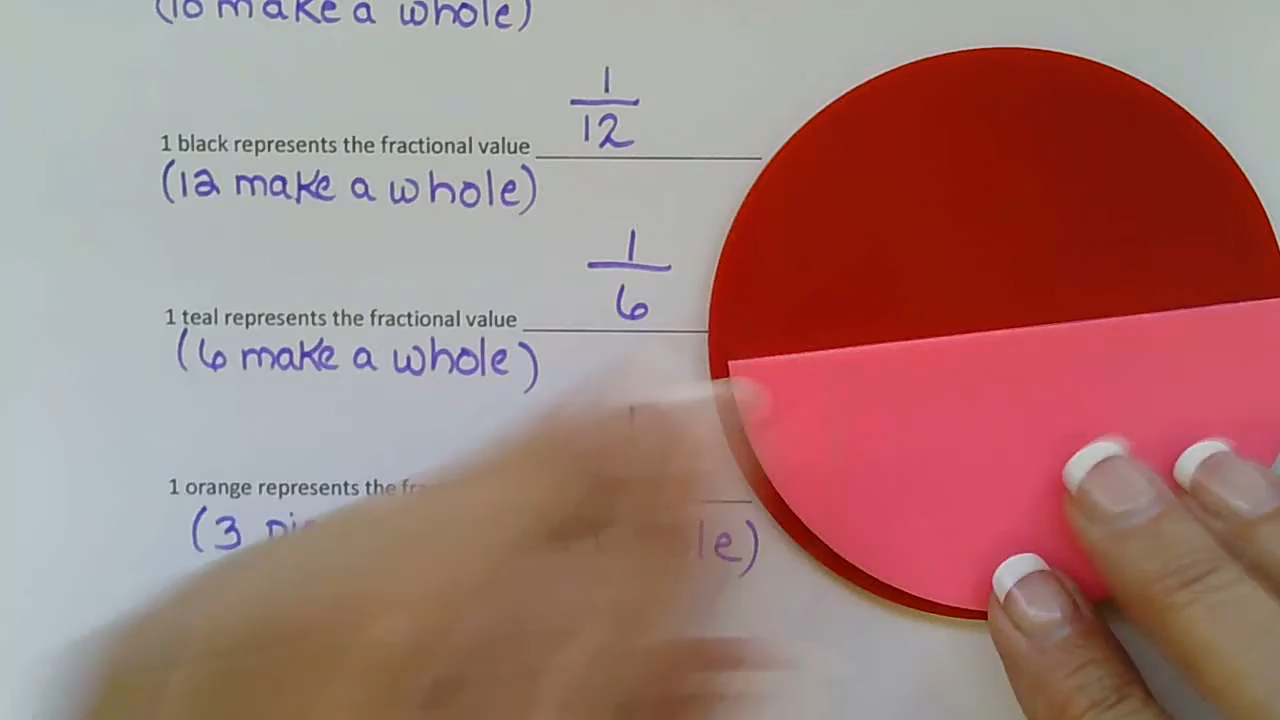 (10 make a whole)
1
12
1 black represents the fractional value
(12 make a whole)
1
6
1 teal represents the fractional value
(6 make a whole)
1 orange represents the
(3